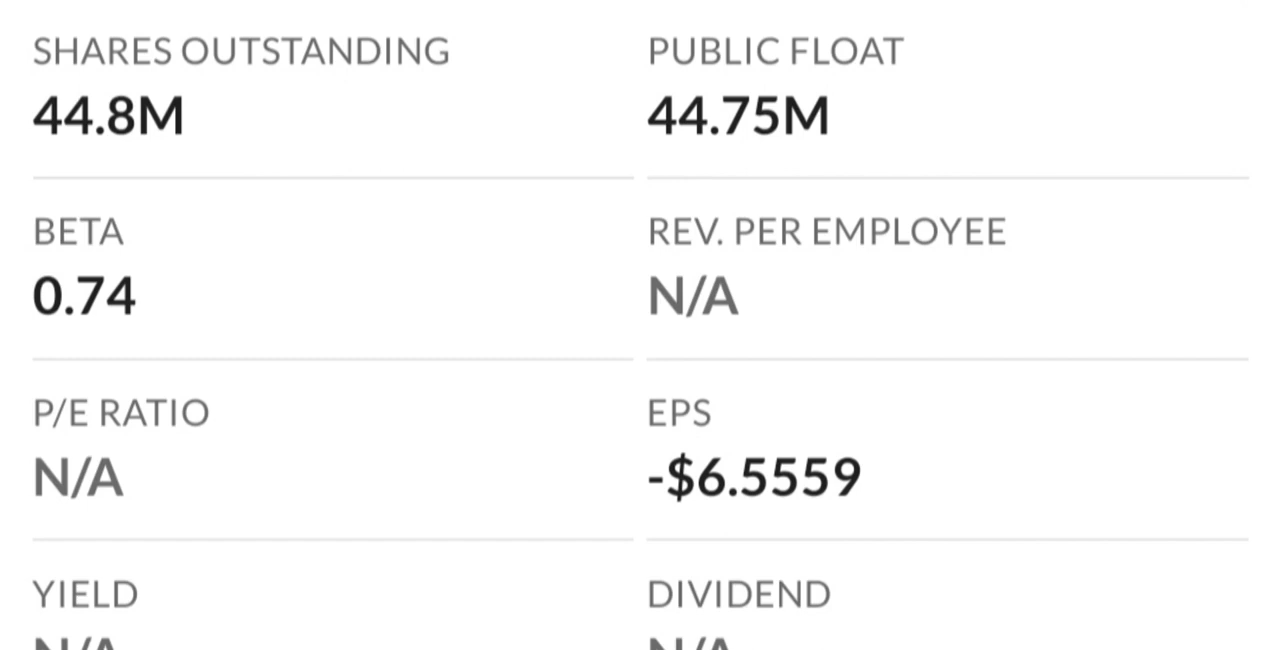 SHARES OUTSTANDING
44.8M
PUBLIC FLOAT
44.75M
BETA
0.74
REV. PER EMPLOYEE
N/A
P/E RATIO
N/A
EPS
-$6.5559
YIELD
N/A
DIVIDEND
N/A